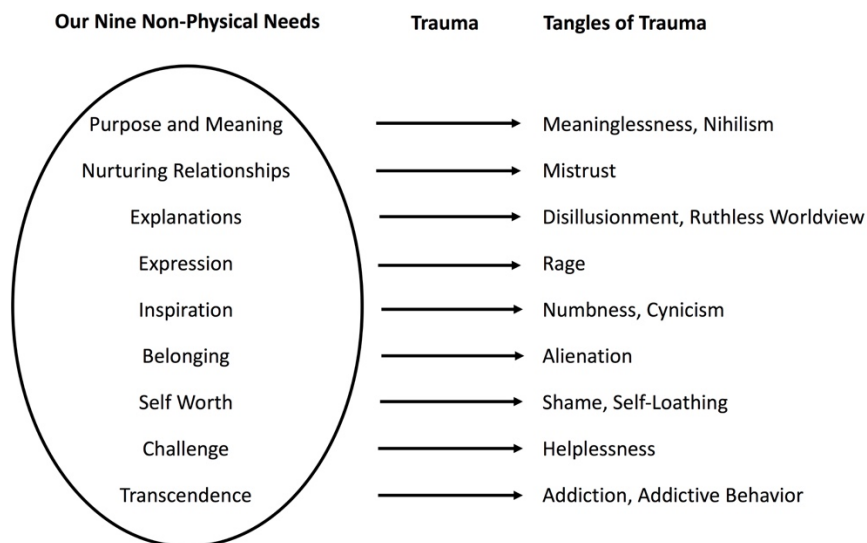 Our Nine Non-Physical Needs Trauma Tangles of Trauma
Purpose and Meaning Meaninglessness, Nihilism
Nurturing Relationships Mistrust
Explanations Disillusionment, Ruthless Worldview
Expression Rage
Inspiration Numbness, Cynicism
Belonging Alienation
Self Worth Shame, Self-Loathing
Challenge Helplessness
Transcendence Addiction, Addictive Behavior